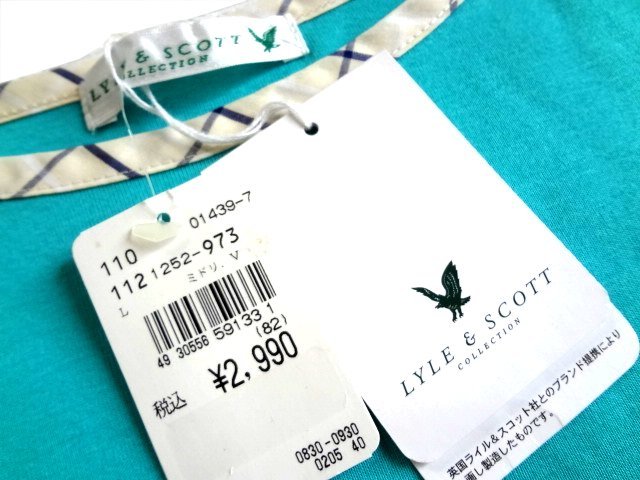 LYLE & SCOTT
COLLECTION
01439-7
110
1121252-973
L
ミドリ. V
49 30556 59133 1
(82)
税込 ¥2,990
0830-0930
0205 40
LYLE & SCOTT
COLLECTION
英国ライル&スコット社とのブランド提携により
画し製造したものです。